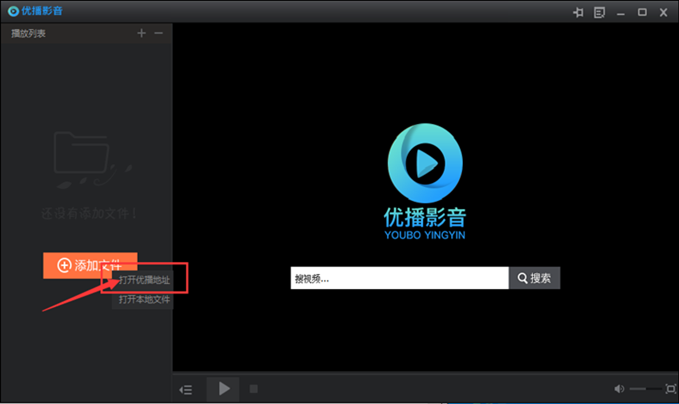 优播影音
播放列表
优播影音
YOUBO YINGYIN
还没有添加文件！
添加文件
搜视频...
搜索
打开优播地址
打开本地文件